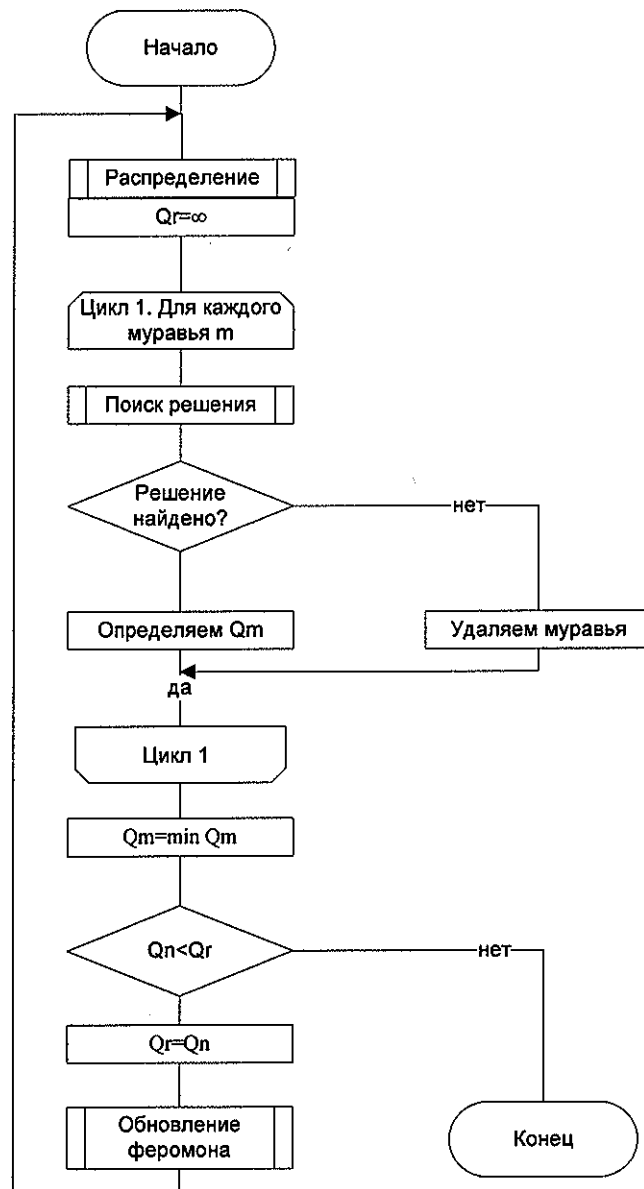 Начало
Распределение
Qr=∞
Цикл 1. Для каждого
муравья m
Поиск решения
Решение
найдено?
нет
Определяем Qm
Удаляем муравья
да
Цикл 1
Qm=min Qm
Qn<Qr
нет
Qr=Qn
Обновление
феромона
Конец